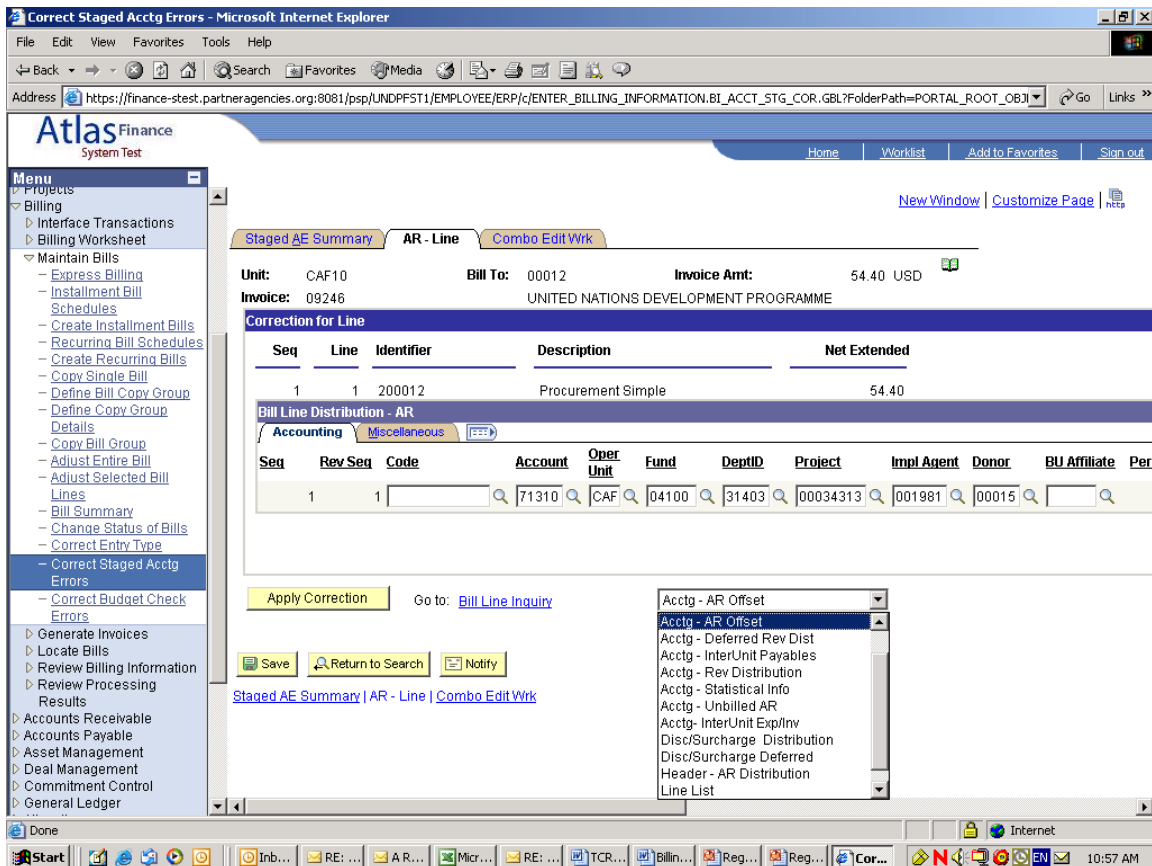 Correct Staged Acctg Errors - Microsoft Internet Explorer
File Edit View Favorites Tools Help
Back Search Favorites Media
Address https://finance-stest.partneragencies.org:8081/psp/UNDPFST1/EMPLOYEE/ERP/c/ENTER_BILLING_INFORMATION.BI_ACCT_STG_COR.GBL?FolderPath=PORTAL_ROOT_OBJ Go Links »
Atlas Finance
System Test
Home Worklist Add to Favorites Sign out
Menu
Projects
Billing
Interface Transactions
Billing Worksheet
Maintain Bills
– Express Billing
– Installment Bill
Schedules
– Create Installment Bills
– Recurring Bill Schedules
– Create Recurring Bills
– Copy Single Bill
– Define Bill Copy Group
– Define Copy Group
Details
– Copy Bill Group
– Adjust Entire Bill
– Adjust Selected Bill
Lines
– Bill Summary
– Change Status of Bills
– Correct Entry Type
– Correct Staged Acctg
Errors
– Correct Budget Check
Errors
Generate Invoices
Locate Bills
Review Billing Information
Review Processing
Results
Accounts Receivable
Accounts Payable
Asset Management
Deal Management
Commitment Control
General Ledger
New Window | Customize Page | http
Staged AE Summary AR - Line Combo Edit Wrk
Unit: CAF10 Bill To: 00012 Invoice Amt: 54.40 USD
Invoice: 09246 UNITED NATIONS DEVELOPMENT PROGRAMME
Correction for Line
Seq Line Identifier Description Net Extended
1 1 200012 Procurement Simple 54.40
Bill Line Distribution - AR
Accounting Miscellaneous
Seq Rev Seq Code Account Oper Unit Fund DeptID Project Impl Agent Donor BU Affiliate Per
1 1 71310 CAF 04100 31403 00034313 001981 00015
Apply Correction Go to: Bill Line Inquiry Acctg - AR Offset
Acctg - AR Offset
Acctg - Deferred Rev Dist
Acctg - InterUnit Payables
Acctg - Rev Distribution
Acctg - Statistical Info
Acctg - Unbilled AR
Acctg- InterUnit Exp/Inv
Disc/Surcharge Distribution
Disc/Surcharge Deferred
Header - AR Distribution
Line List
Save Return to Search Notify
Staged AE Summary | AR - Line | Combo Edit Wrk
Done Internet
Start Inb... RE: ... A R... Micr... RE: ... TCR... Billin... Reg... Reg... Cor... EN 10:57 AM